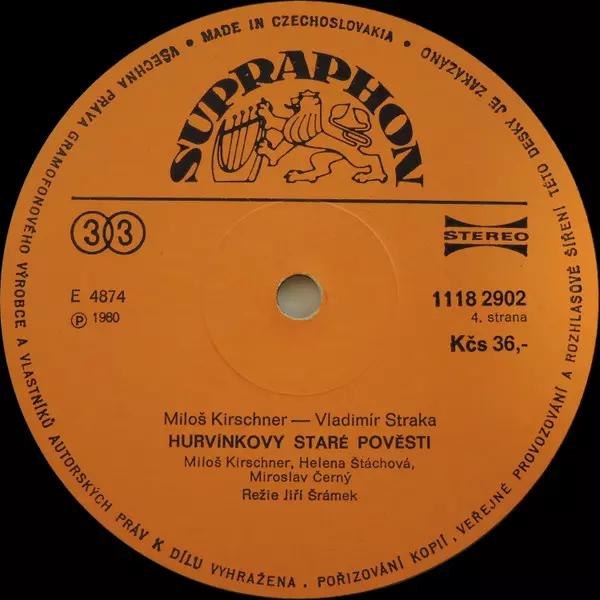 VŠECHNA PRÁVA GRAMOFONOVÉHO VÝROBCE A VLASTNÍKŮ AUTORSKÝCH PRÁV K DÍLU VYHRAŽENA. POŘIZOVÁNÍ KOPIÍ, VEŘEJNÉ PROVOZOVÁNÍ A ROZHLASOVÉ ŠÍŘENÍ TÉTO DESKY JE ZAKÁZÁNO • MADE IN CZECHOSLOVAKIA •
SUPRAPHON
33
STEREO
E 4874
℗ 1980
1118 2902
4. strana
Kčs 36,-
Miloš Kirschner — Vladimír Straka
HURVÍNKOVY STARÉ POVĚSTI
Miloš Kirschner, Helena Štáchová,
Miroslav Černý
Režie Jiří Šrámek